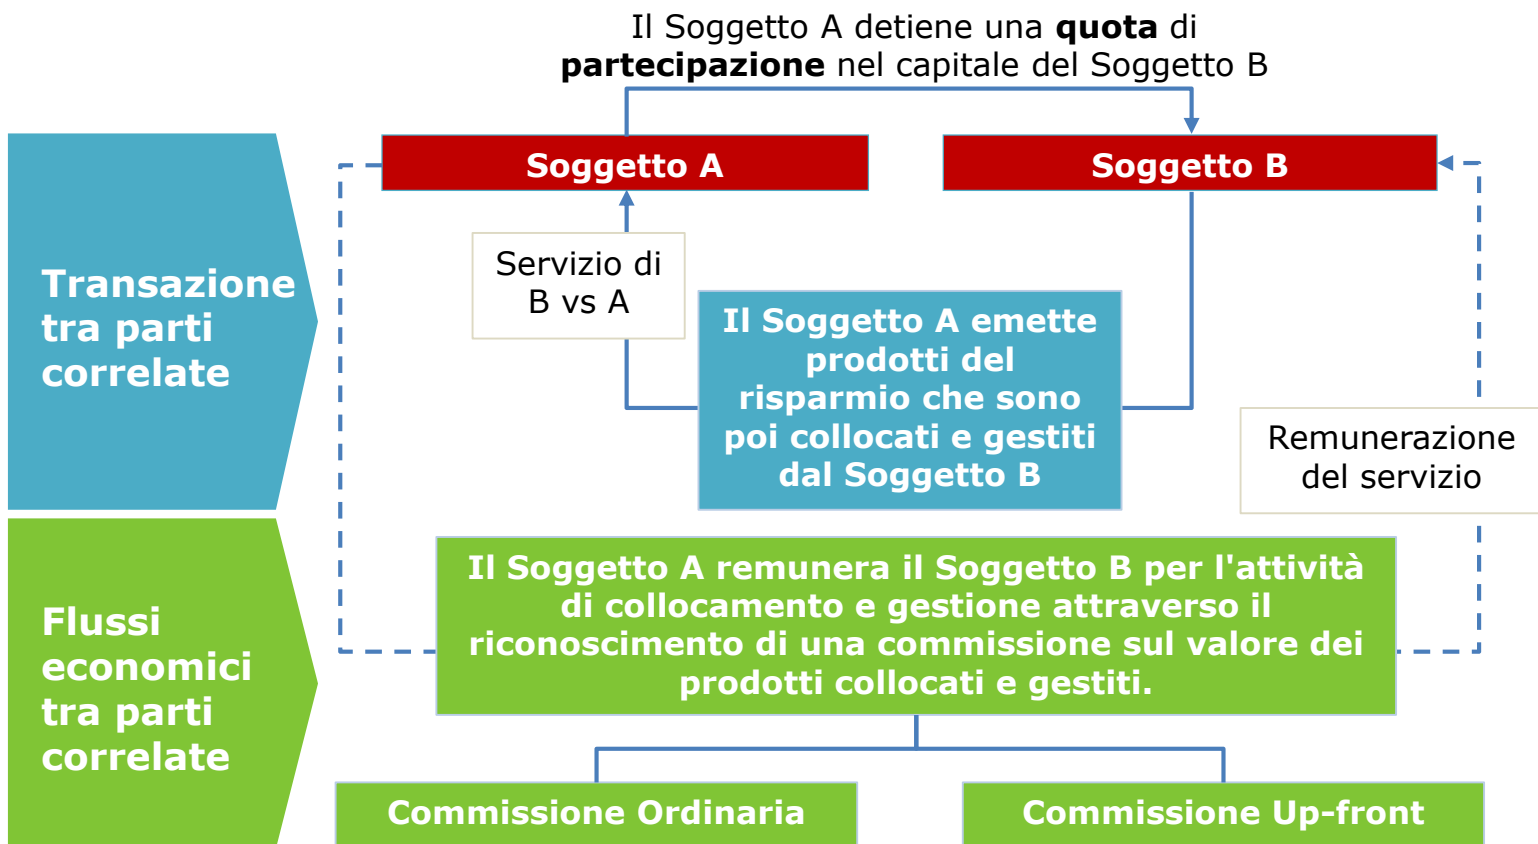 Il Soggetto A detiene una quota di
partecipazione nel capitale del Soggetto B
Soggetto A
Soggetto B
Transazione
tra parti
correlate
Servizio di
B vs A
Il Soggetto A emette
prodotti del
risparmio che sono
poi collocati e gestiti
dal Soggetto B
Remunerazione
del servizio
Flussi
economici
tra parti
correlate
Il Soggetto A remunera il Soggetto B per l'attività
di collocamento e gestione attraverso il
riconoscimento di una commissione sul valore dei
prodotti collocati e gestiti.
Commissione Ordinaria
Commissione Up-front